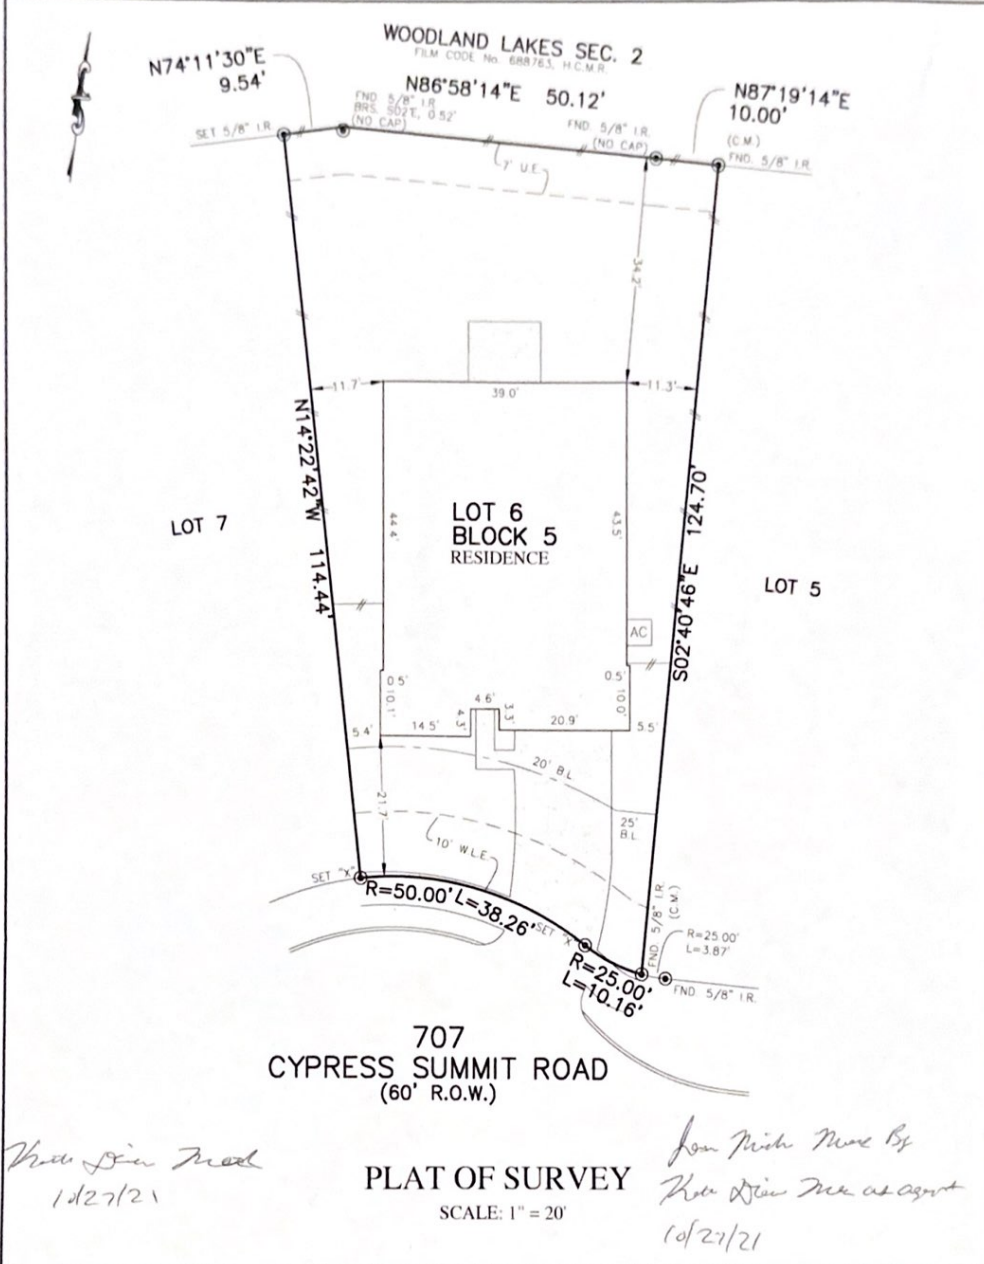 WOODLAND LAKES SEC. 2
FILM CODE No. 688763, H.C.M.R.
N74°11'30"E
9.54'
N86°58'14"E 50.12'
N87°19'14"E
10.00'
SET 5/8" I.R.
FND 5/8" I.R.
BRS. S02°E, 0.52'
(NO CAP)
FND. 5/8" I.R.
(NO CAP)
(C.M.)
FND. 5/8" I.R.
7' U.E.
34.2'
11.7'
39.0'
11.3'
N14°22'42"W 114.44'
LOT 7
44.4'
LOT 6
BLOCK 5
RESIDENCE
43.5'
S02°40'46"E 124.70'
LOT 5
AC
0.5'
10.1'
4.6'
0.5'
10.0'
5.4'
14.5'
4.3'
3.3'
20.9'
5.5'
20' B.L.
21.7'
25'
B.L.
10' W.L.E.
SET "X"
R=50.00' L=38.26'
SET "X"
FND. 5/8" I.R.
(C.M.)
R=25.00'
L=3.87'
R=25.00'
L=10.16'
FND 5/8" I.R.
707
CYPRESS SUMMIT ROAD
(60' R.O.W.)
PLAT OF SURVEY
SCALE: 1" = 20'
10/27/21
By
as agent
10/27/21